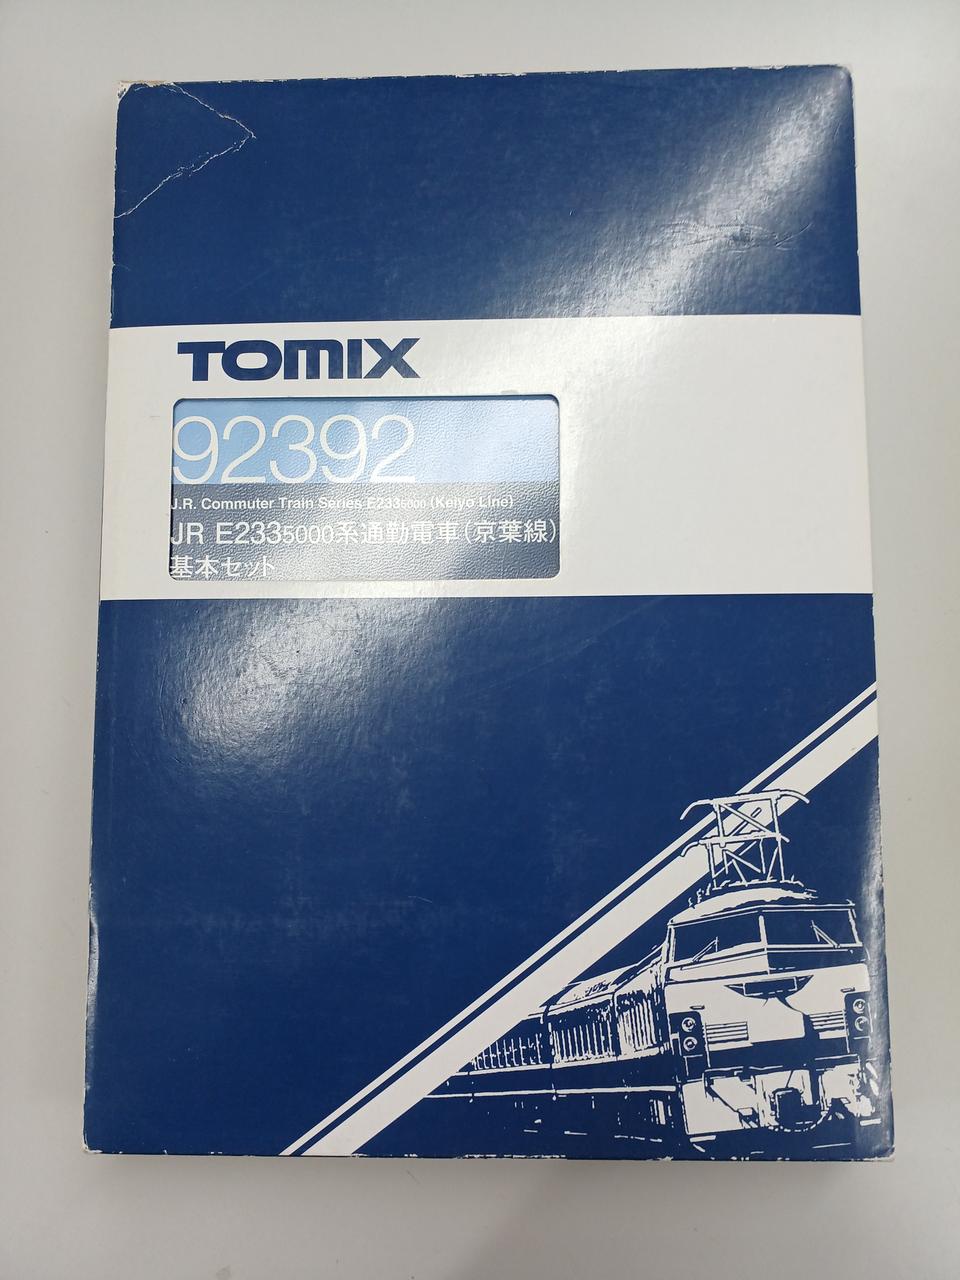 TOMIX
92392
J.R. Commuter Train Series E2335000 (Keiyo Line)
JR E2335000系通勤電車(京葉線)
基本セット